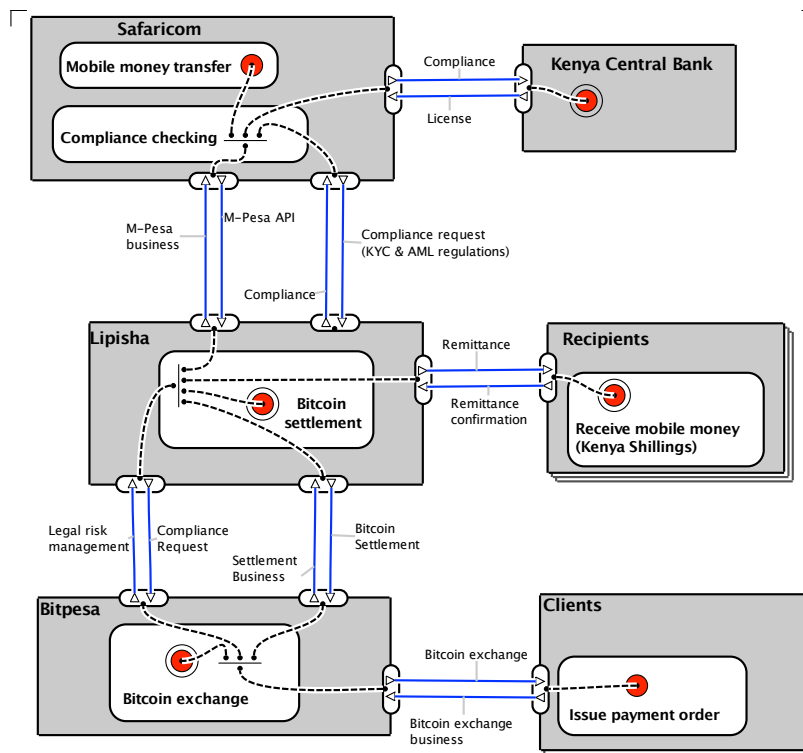 Safaricom
Mobile money transfer
Compliance checking
Compliance
License
Kenya Central Bank
M-Pesa
business
M-Pesa API
Compliance request
(KYC & AML regulations)
Compliance
Lipisha
Bitcoin
settlement
Remittance
Remittance
confirmation
Recipients
Receive mobile money
(Kenya Shillings)
Legal risk
management
Compliance
Request
Settlement
Business
Bitcoin
Settlement
Bitpesa
Bitcoin exchange
Bitcoin exchange
Bitcoin exchange
business
Clients
Issue payment order